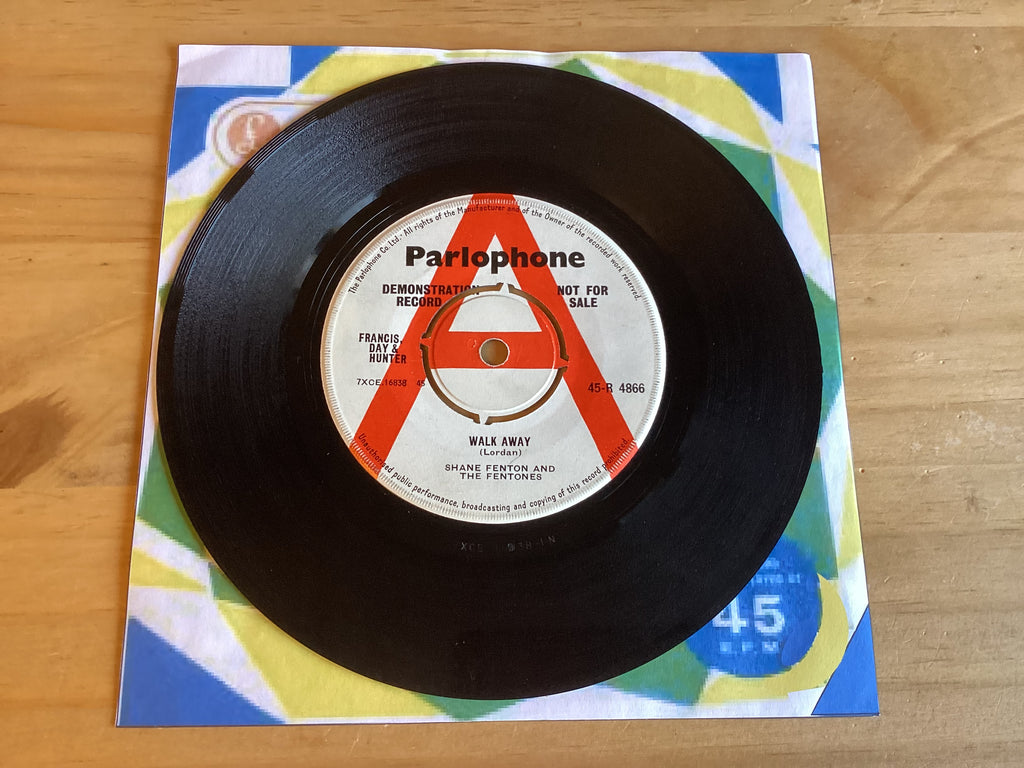 The Parlophone Co. Ltd. - All rights of the Manufacturer and of the Owner of the recorded work reserved.
A
Parlophone
DEMONSTRATION
RECORD
NOT FOR
SALE
FRANCIS,
DAY &
HUNTER
7XCE.16838 45
45-R 4866
WALK AWAY
(Lordan)
SHANE FENTON AND
THE FENTONES
Unauthorised public performance, broadcasting and copying of this record prohibited.
45
R.P.M